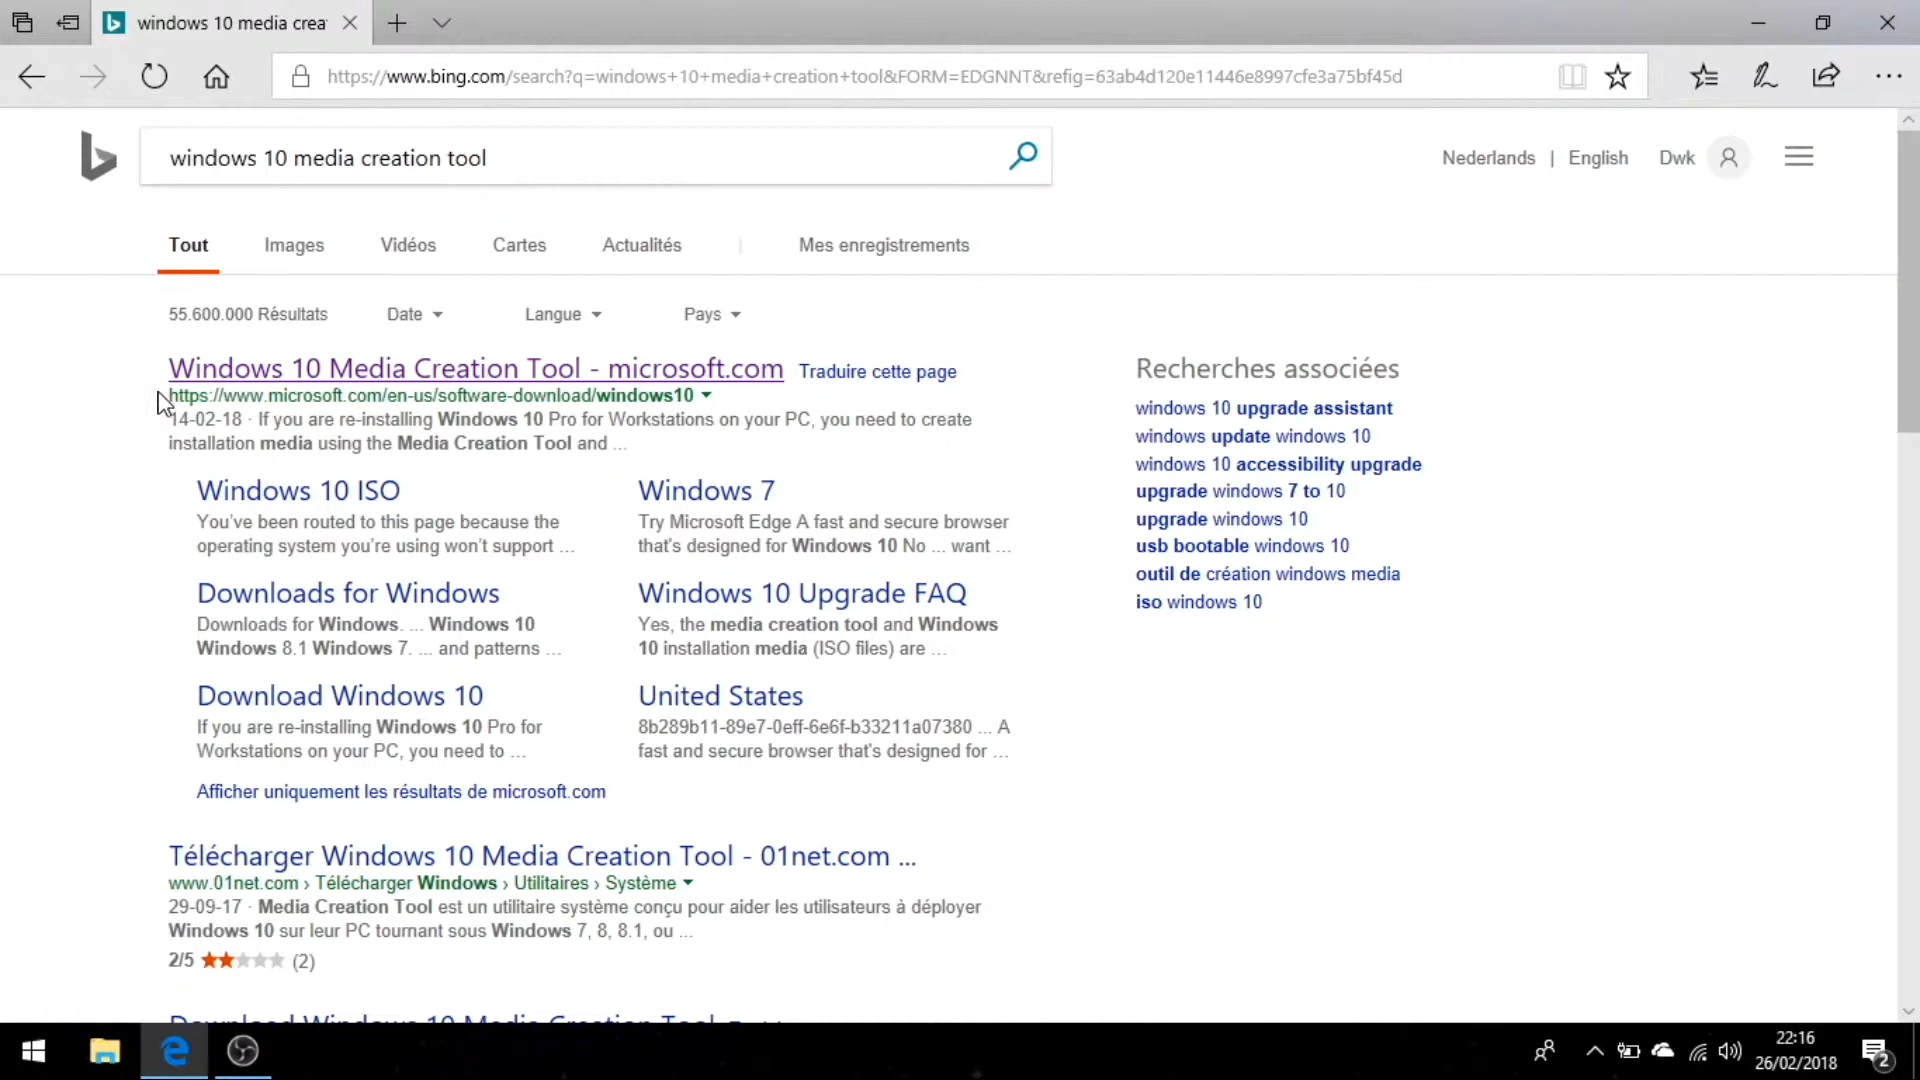 windows 10 media crea
https://www.bing.com/search?q=windows+10+media+creation+tool&FORM=EDGNNT&refig=63ab4d120e11446e8997cfe3a75bf45d
windows 10 media creation tool
Nederlands | English Dwk
Tout Images Vidéos Cartes Actualités | Mes enregistrements
55.600.000 Résultats Date Langue Pays
Windows 10 Media Creation Tool - microsoft.com Traduire cette page
https://www.microsoft.com/en-us/software-download/windows10
14-02-18 · If you are re-installing Windows 10 Pro for Workstations on your PC, you need to create
installation media using the Media Creation Tool and ...
Windows 10 ISO
You've been routed to this page because the
operating system you're using won't support ...
Windows 7
Try Microsoft Edge A fast and secure browser
that's designed for Windows 10 No ... want ...
Downloads for Windows
Downloads for Windows. ... Windows 10
Windows 8.1 Windows 7. ... and patterns ...
Windows 10 Upgrade FAQ
Yes, the media creation tool and Windows
10 installation media (ISO files) are ...
Download Windows 10
If you are re-installing Windows 10 Pro for
Workstations on your PC, you need to ...
United States
8b289b11-89e7-0eff-6e6f-b33211a07380 ... A
fast and secure browser that's designed for ...
Afficher uniquement les résultats de microsoft.com
Télécharger Windows 10 Media Creation Tool - 01net.com ...
www.01net.com › Télécharger Windows › Utilitaires › Système
29-09-17 · Media Creation Tool est un utilitaire système conçu pour aider les utilisateurs à déployer
Windows 10 sur leur PC tournant sous Windows 7, 8, 8.1, ou ...
2/5 (2)
Download Windows 10 Media Creation Tool
Recherches associées
windows 10 upgrade assistant
windows update windows 10
windows 10 accessibility upgrade
upgrade windows 7 to 10
upgrade windows 10
usb bootable windows 10
outil de création windows media
iso windows 10
22:16
26/02/2018
2